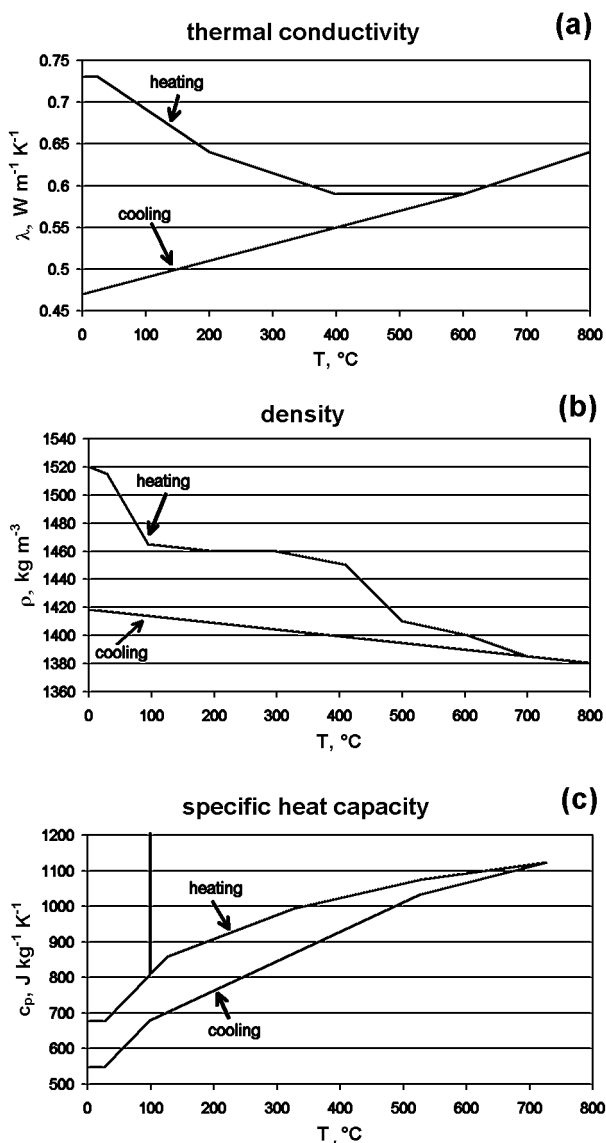 (a)
thermal conductivity
0.75
0.7
0.65
0.6
0.55
0.5
0.45
λ, W m⁻¹ K⁻¹
heating
cooling
0 100 200 300 400 500 600 700 800
T, °C
(b)
density
1540
1520
1500
1480
1460
1440
1420
1400
1380
1360
ρ, kg m⁻³
heating
cooling
0 100 200 300 400 500 600 700 800
T, °C
(c)
specific heat capacity
1200
1100
1000
900
800
700
600
500
cₚ, J kg⁻¹ K⁻¹
heating
cooling
0 100 200 300 400 500 600 700 800
T, °C